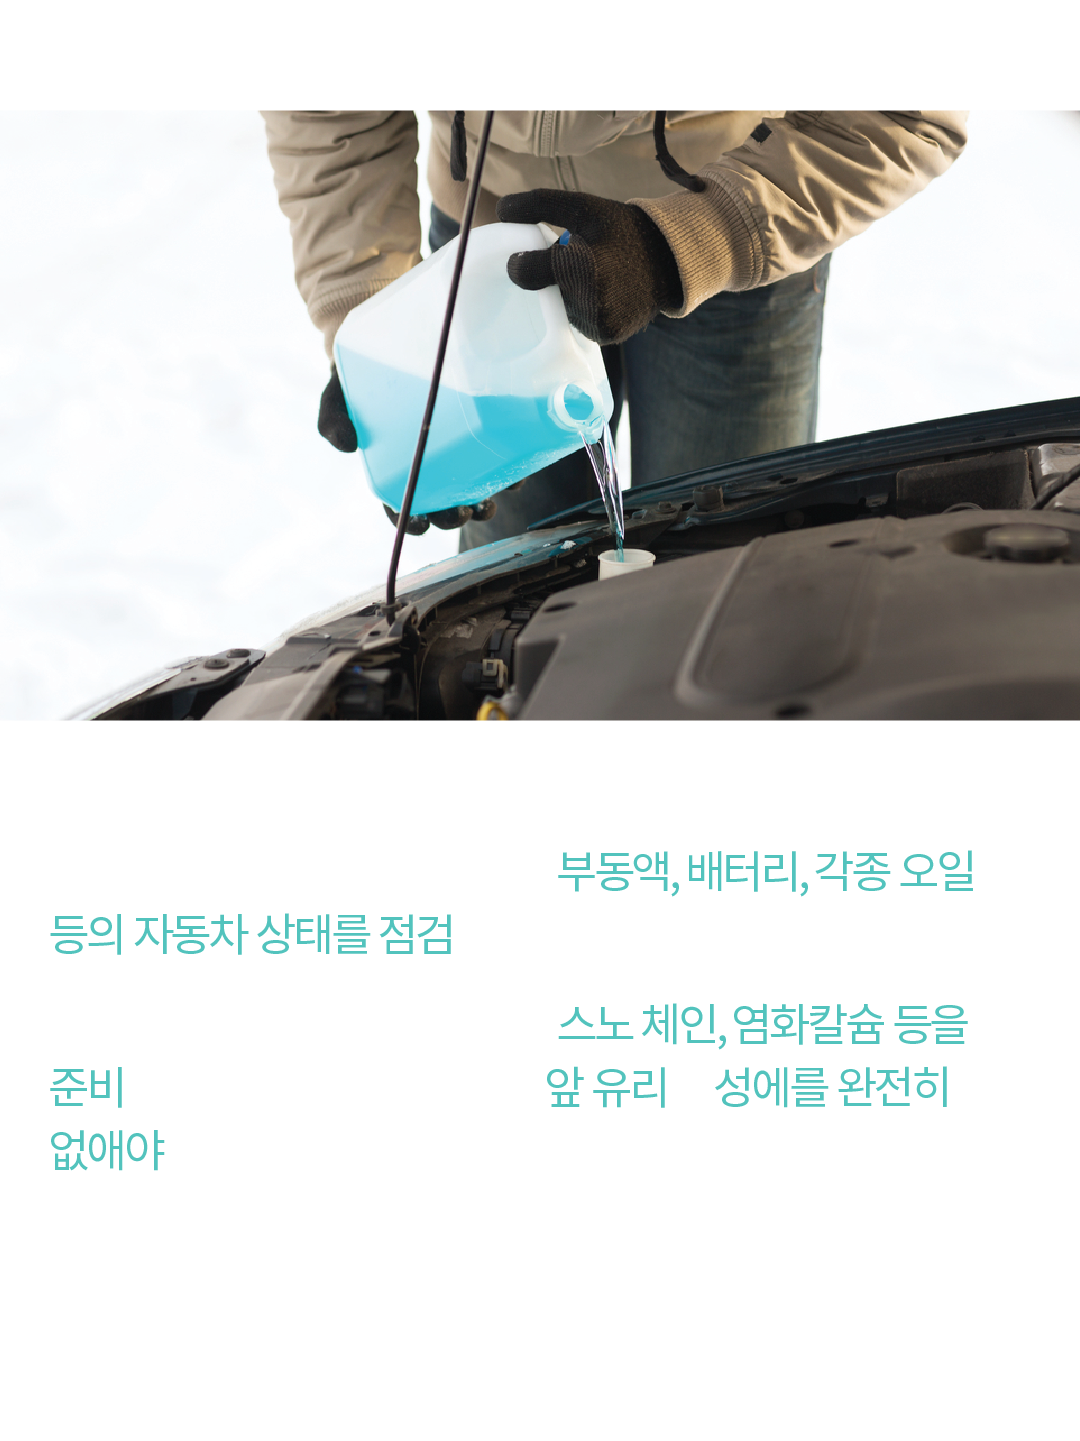 부동액, 배터리, 각종 오일
등의 자동차 상태를 점검
스노 체인, 염화칼슘 등을
준비 앞 유리 성에를 완전히
없애야